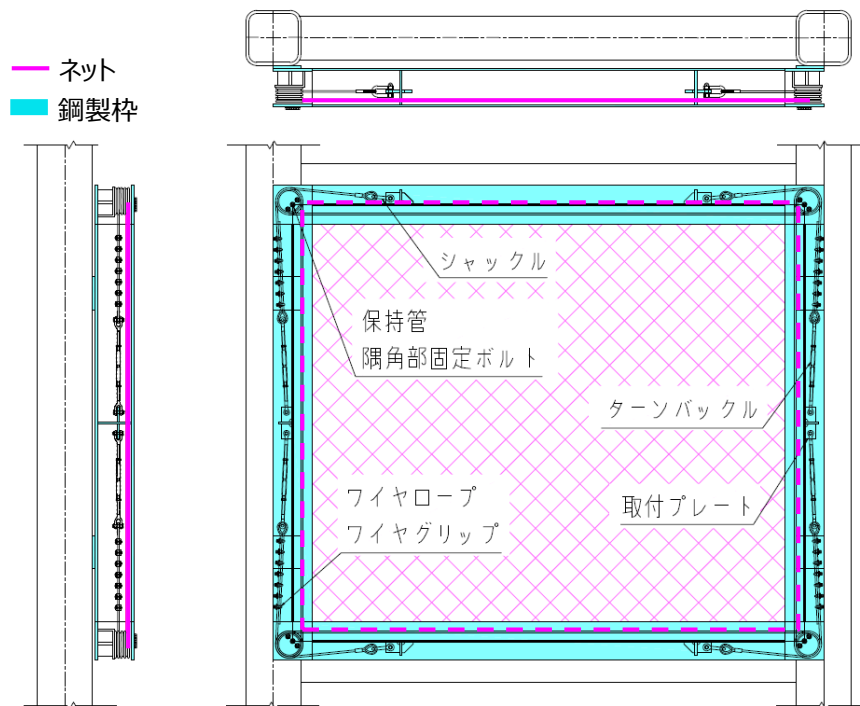 ネット
鋼製枠
シャックル
保持管
隅角部固定ボルト
ターンバックル
ワイヤロープ
ワイヤグリップ
取付プレート